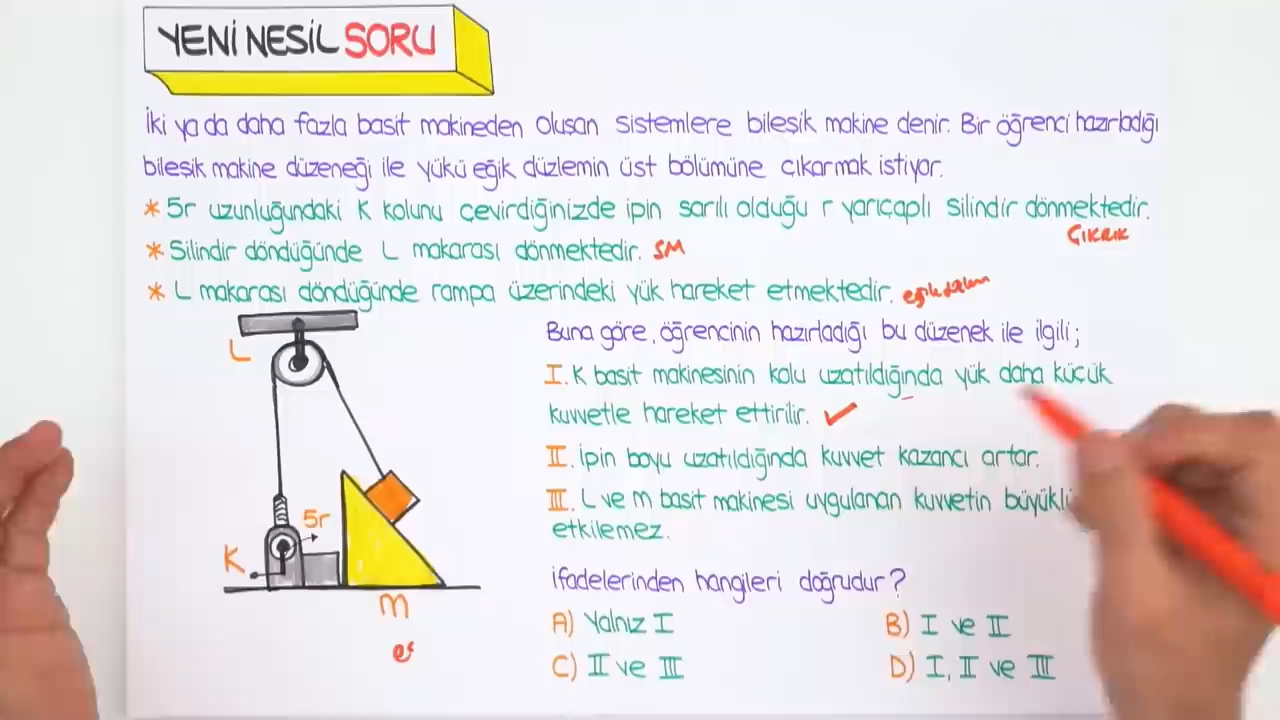 YENİ NESİL SORU
İki ya da daha fazla basit makineden oluşan sistemlere bileşik makine denir. Bir öğrenci hazırladığı
bileşik makine düzeneği ile yükü eğik düzlemin üst bölümüne çıkarmak istiyor.
* 5r uzunluğundaki K kolunu çevirdiğinizde ipin sarılı olduğu r yarıçaplı silindir dönmektedir.
ÇIKRIK
* Silindir döndüğünde L makarası dönmektedir. SM
* L makarası döndüğünde rampa üzerindeki yük hareket etmektedir. eğik düzlem
L
5r
K
M
Buna göre, öğrencinin hazırladığı bu düzenek ile ilgili;
I. K basit makinesinin kolu uzatıldığında yük daha küçük
kuvvetle hareket ettirilir. ✓
II. İpin boyu uzatıldığında kuvvet kazancı artar.
III. L ve m basit makinesi uygulanan kuvvetin
etkilemez.
ifadelerinden hangileri doğrudur?
A) Yalnız I
B) I ve II
C) II ve III
D) I, II ve III